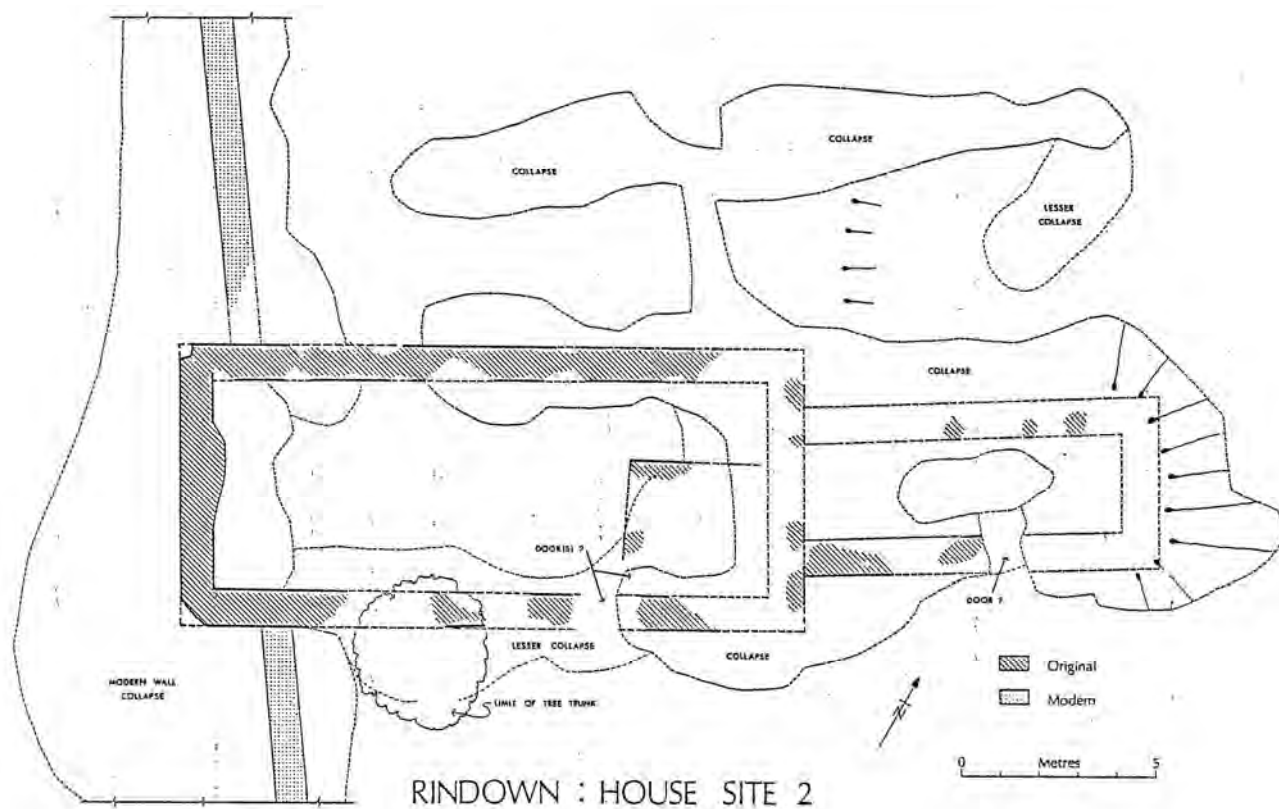 COLLAPSE
COLLAPSE
LESSER
COLLAPSE
COLLAPSE
DOOR(S) ?
DOOR ?
LESSER COLLAPSE
COLLAPSE
MODERN WALL
COLLAPSE
LIMIT OF TREE TRUNK
N
Original
Modern
Metres
0 5
RINDOWN : HOUSE SITE 2